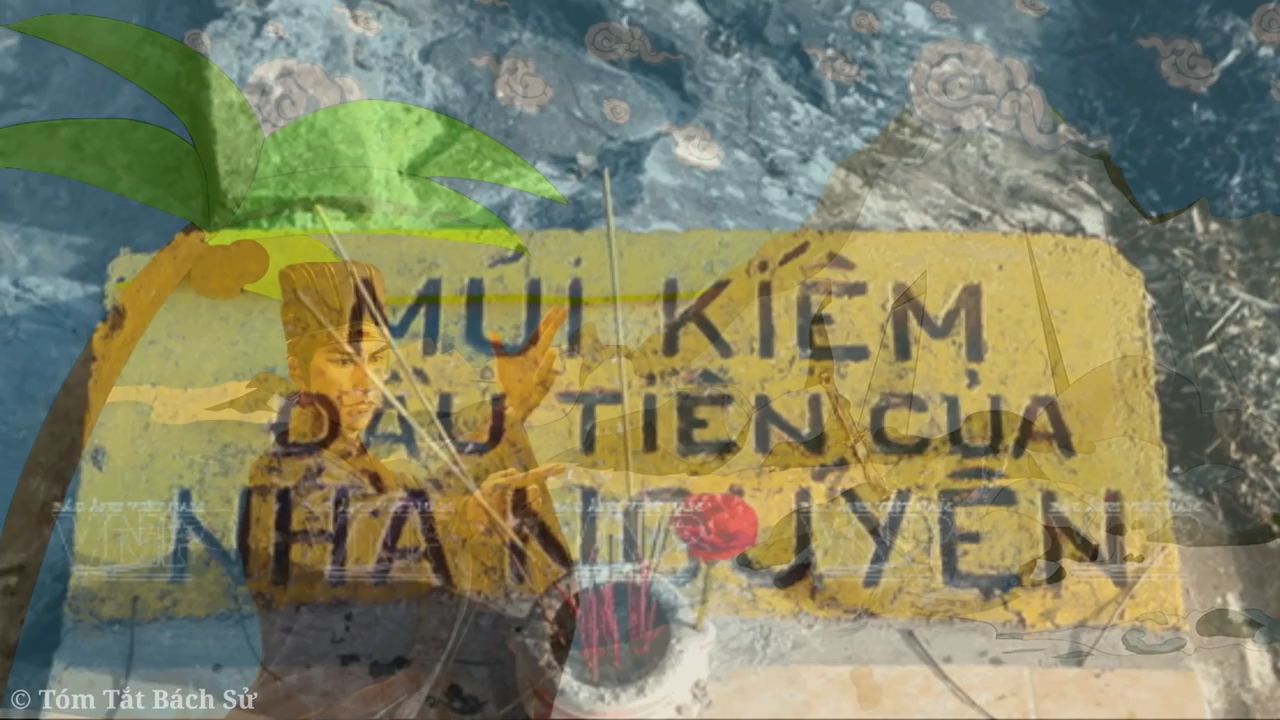 MŨI KIẾM
ĐẦU TIÊN CỦA
NHÀ NGUYỄN
© Tóm Tắt Bách Sử